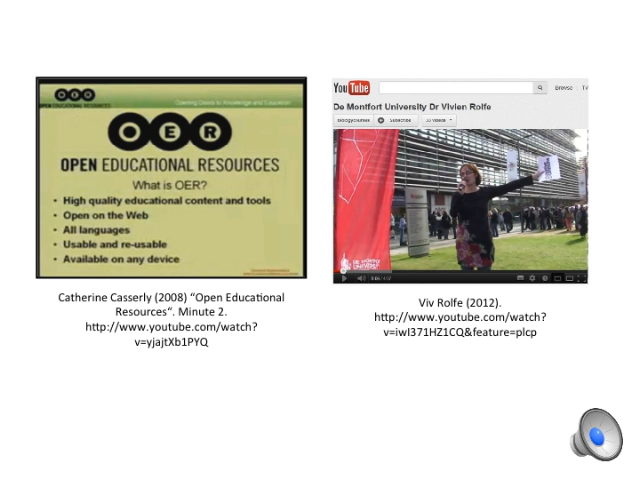 OER
OPEN EDUCATIONAL RESOURCES
Opening Doors to Knowledge and Education
OER
OPEN EDUCATIONAL RESOURCES
What is OER?
• High quality educational content and tools
• Open on the Web
• All languages
• Usable and re-usable
• Available on any device
Catherine Casserly (2008) “Open Educational
Resources“. Minute 2.
http://www.youtube.com/watch?
v=yjajtXb1PYQ
YouTube
Browse
De Montfort University Dr Vivien Rolfe
Subscribe
DE MONTFORT
UNIVERSITY
Viv Rolfe (2012).
http://www.youtube.com/watch?
v=iwI371HZ1CQ&feature=plcp